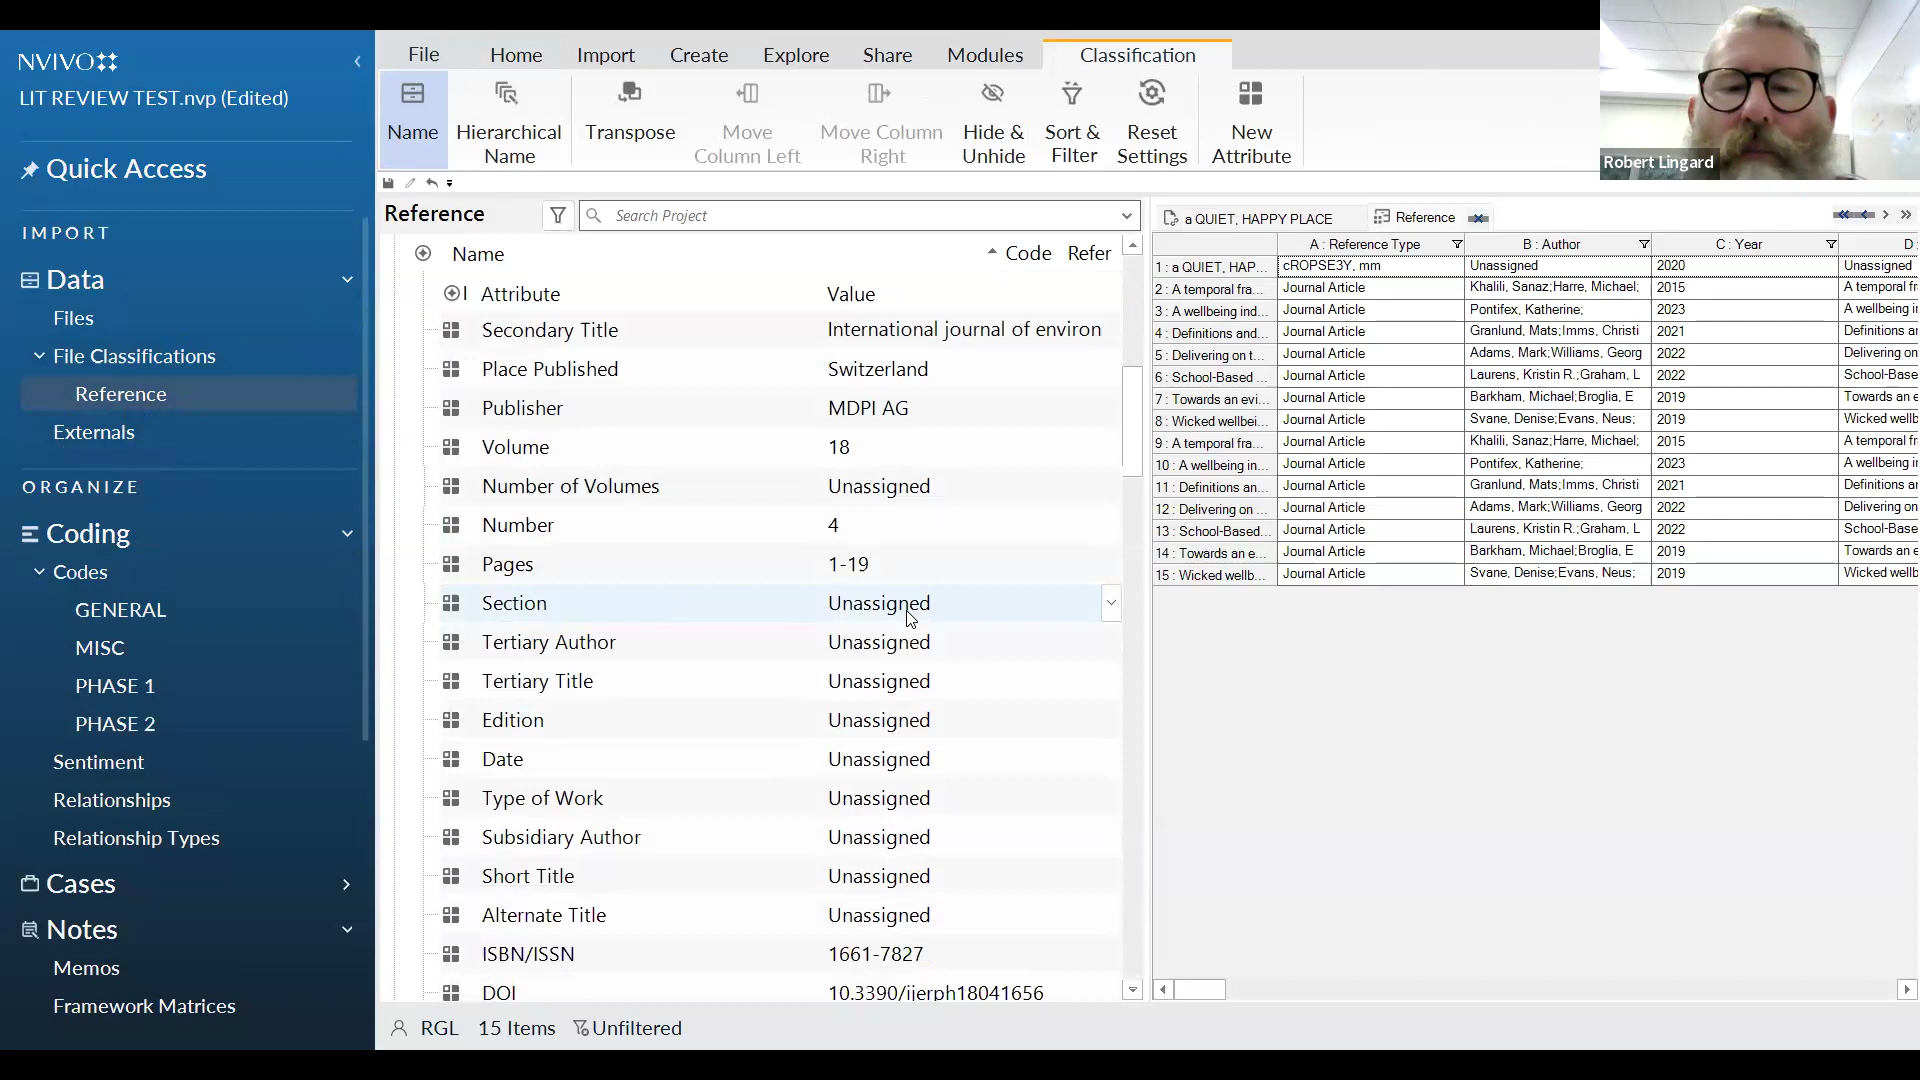 NVIVO
LIT REVIEW TEST.nvp (Edited)
Quick Access
IMPORT
Data
Files
File Classifications
Reference
Externals
ORGANIZE
Coding
Codes
GENERAL
MISC
PHASE 1
PHASE 2
Sentiment
Relationships
Relationship Types
Cases
Notes
Memos
Framework Matrices
File Home Import Create Explore Share Modules Classification
Name
Hierarchical
Name
Transpose
Move
Column Left
Move Column
Right
Hide &
Unhide
Sort &
Filter
Reset
Settings
New
Attribute
Robert Lingard
Reference Search Project
Name Code Refer
Attribute Value
Secondary Title International journal of environ
Place Published Switzerland
Publisher MDPI AG
Volume 18
Number of Volumes Unassigned
Number 4
Pages 1-19
Section Unassigned
Tertiary Author Unassigned
Tertiary Title Unassigned
Edition Unassigned
Date Unassigned
Type of Work Unassigned
Subsidiary Author Unassigned
Short Title Unassigned
Alternate Title Unassigned
ISBN/ISSN 1661-7827
DOI 10.3390/ijerph18041656
a QUIET, HAPPY PLACE Reference
A : Reference Type B : Author C : Year D :
1 : a QUIET, HAP... cROPSE3Y, mm Unassigned 2020 Unassigned
2 : A temporal fra... Journal Article Khalili, Sanaz;Harre, Michael; 2015 A temporal f
3 : A wellbeing ind... Journal Article Pontifex, Katherine; 2023 A wellbeing i
4 : Definitions and... Journal Article Granlund, Mats;Imms, Christi 2021 Definitions ar
5 : Delivering on t... Journal Article Adams, Mark;Williams, Georg 2022 Delivering on
6 : School-Based ... Journal Article Laurens, Kristin R.;Graham, L 2022 School-Base
7 : Towards an evi... Journal Article Barkham, Michael;Broglia, E 2019 Towards an e
8 : Wicked wellbei... Journal Article Svane, Denise;Evans, Neus; 2019 Wicked wellb
9 : A temporal fra... Journal Article Khalili, Sanaz;Harre, Michael; 2015 A temporal f
10 : A wellbeing in... Journal Article Pontifex, Katherine; 2023 A wellbeing i
11 : Definitions an... Journal Article Granlund, Mats;Imms, Christi 2021 Definitions ar
12 : Delivering on ... Journal Article Adams, Mark;Williams, Georg 2022 Delivering on
13 : School-Based... Journal Article Laurens, Kristin R.;Graham, L 2022 School-Base
14 : Towards an e... Journal Article Barkham, Michael;Broglia, E 2019 Towards an e
15 : Wicked wellb... Journal Article Svane, Denise;Evans, Neus; 2019 Wicked wellb
RGL 15 Items Unfiltered